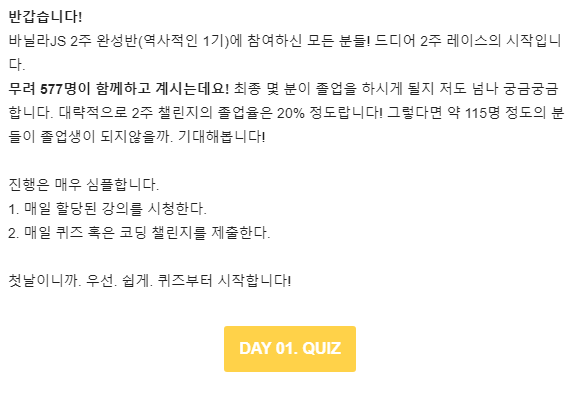 반갑습니다!
바닐라JS 2주 완성반(역사적인 1기)에 참여하신 모든 분들! 드디어 2주 레이스의 시작입니
다.
무려 577명이 함께하고 계시는데요! 최종 몇 분이 졸업을 하시게 될지 저도 넘나 궁금궁금
합니다. 대략적으로 2주 챌린지의 졸업율은 20% 정도랍니다! 그렇다면 약 115명 정도의 분
들이 졸업생이 되지않을까. 기대해봅니다!
진행은 매우 심플합니다.
1. 매일 할당된 강의를 시청한다.
2. 매일 퀴즈 혹은 코딩 챌린지를 제출한다.
첫날이니까. 우선. 쉽게. 퀴즈부터 시작합니다!
DAY 01. QUIZ